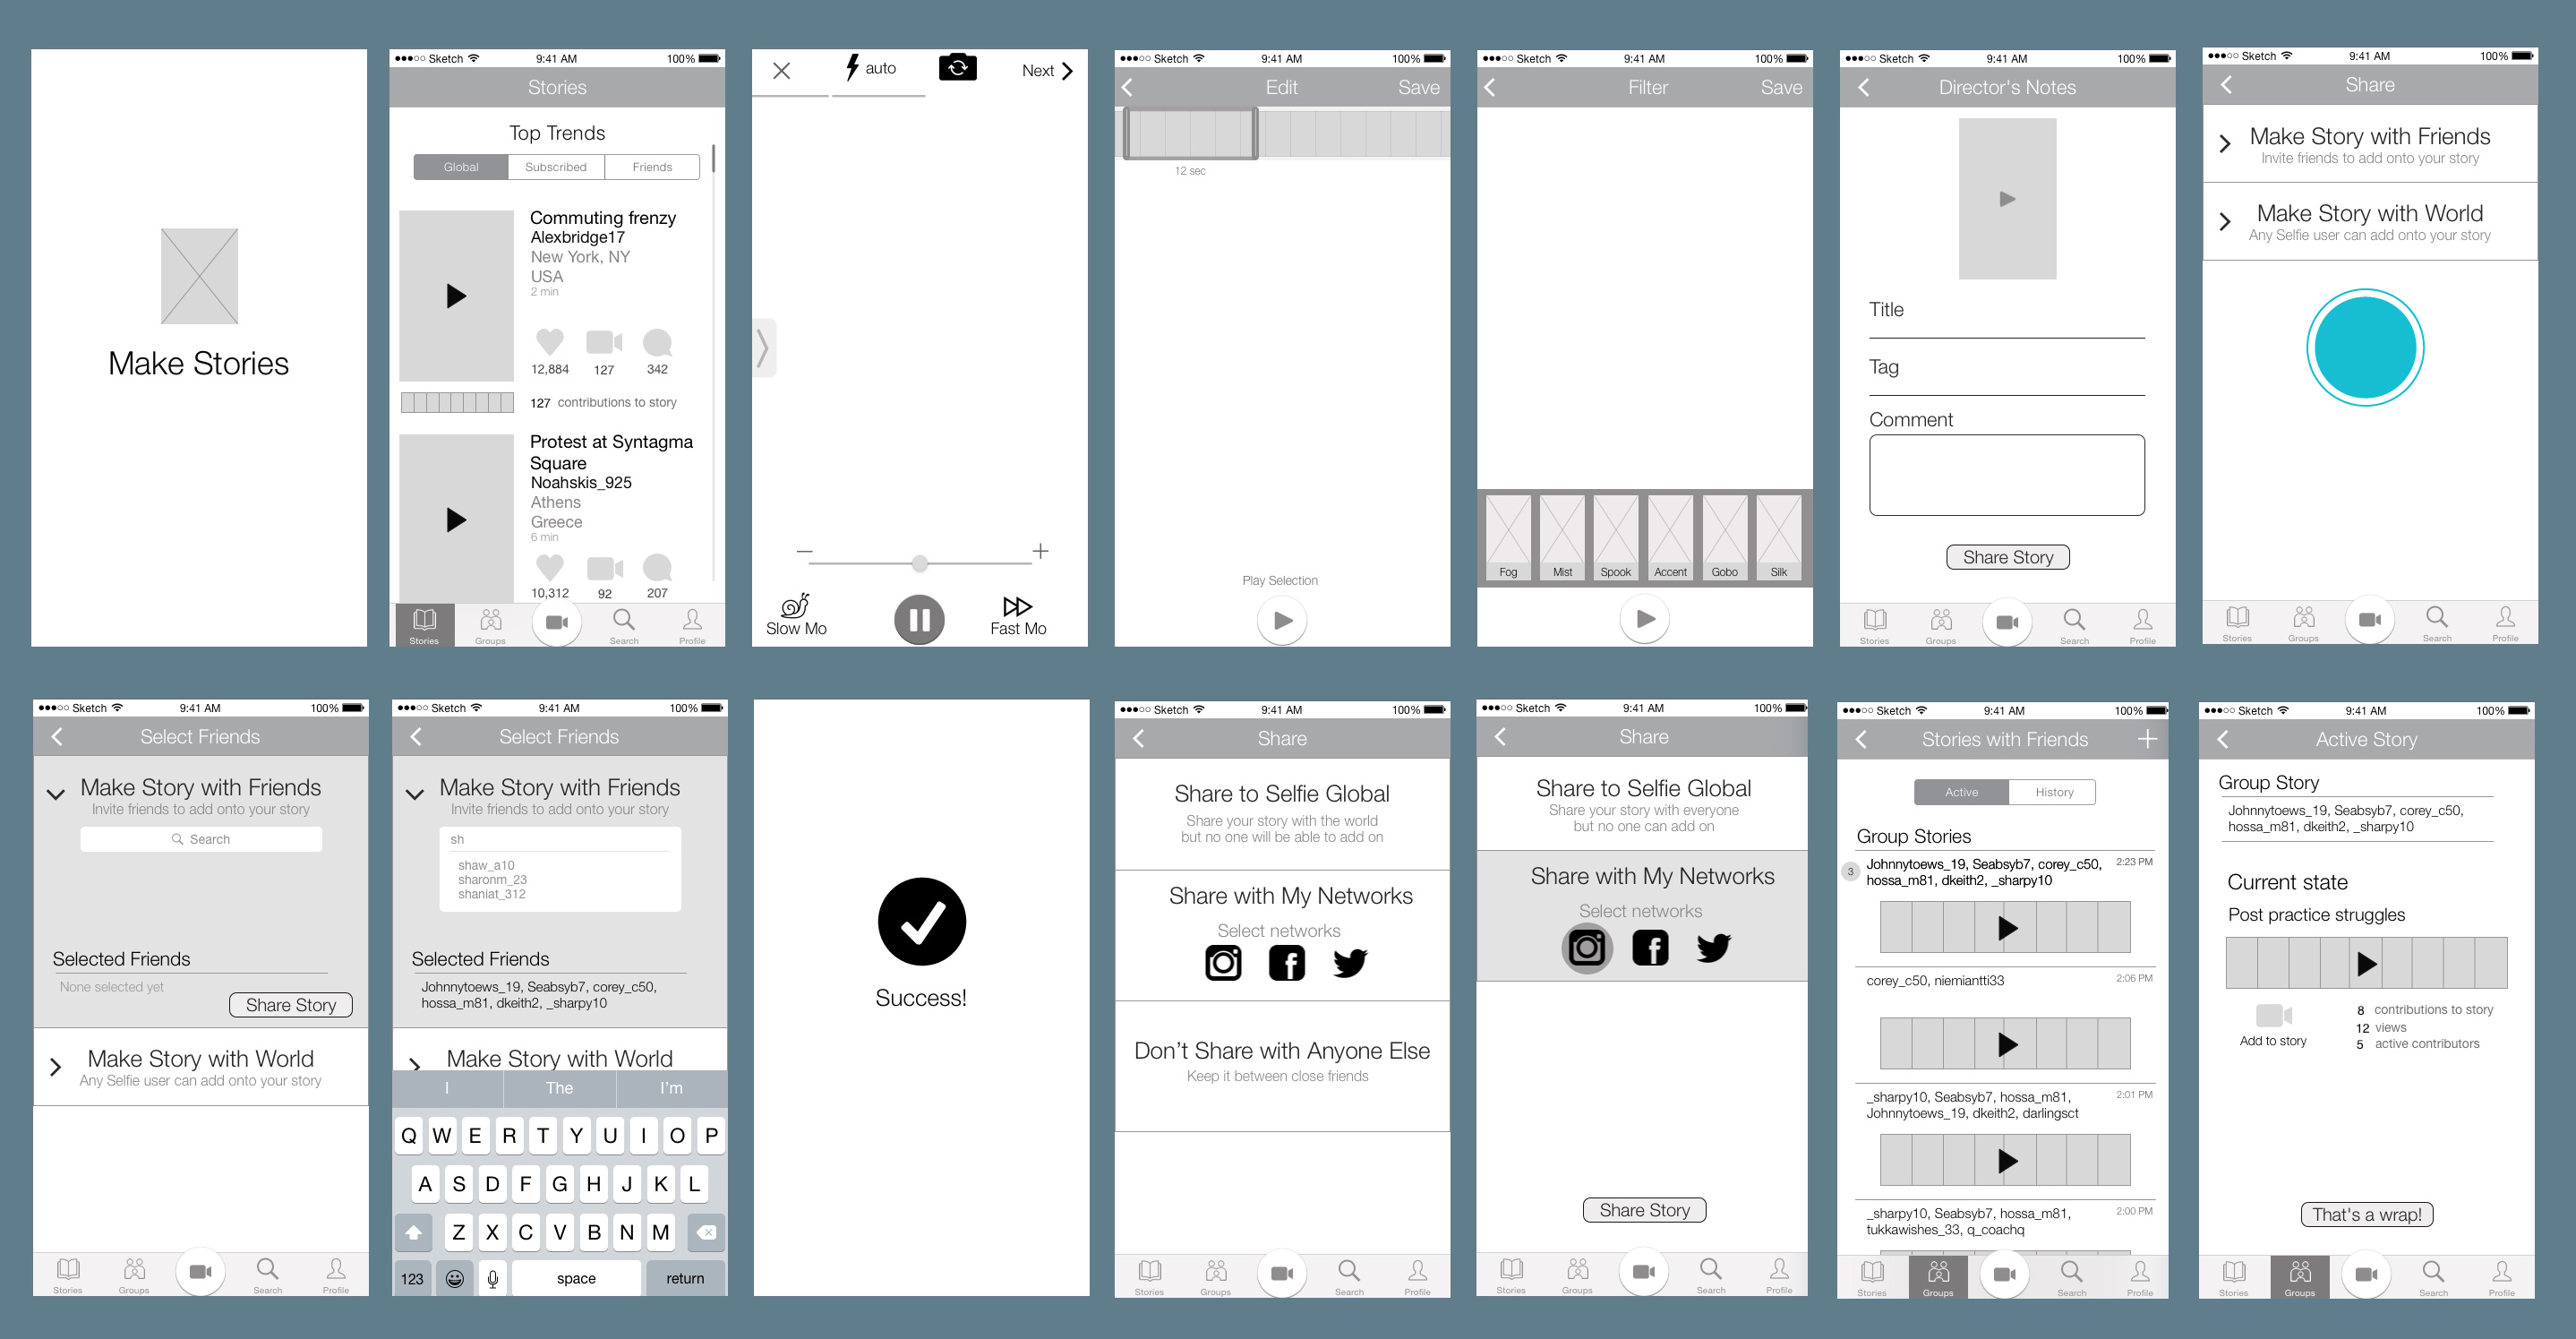 Make Stories
Sketch 9:41 AM 100%
Stories
Top Trends
Global Subscribed Friends
Commuting frenzy
Alexbridge17
New York, NY
USA
2 min
12,884 127 342
127 contributions to story
Protest at Syntagma
Square
Noahskis_925
Athens
Greece
6 min
10,312 92 207
Stories Groups Search Profile
auto Next
Slow Mo Fast Mo
Sketch 9:41 AM 100%
Edit Save
12 sec
Play Selection
Sketch 9:41 AM 100%
Filter Save
Fog Mist Spook Accent Gobo Silk
Sketch 9:41 AM 100%
Director's Notes
Title
Tag
Comment
Share Story
Stories Groups Search Profile
Sketch 9:41 AM 100%
Share
Make Story with Friends
Invite friends to add onto your story
Make Story with World
Any Selfie user can add onto your story
Stories Groups Search Profile
Sketch 9:41 AM 100%
Select Friends
Make Story with Friends
Invite friends to add onto your story
Search
Selected Friends
None selected yet
Share Story
Make Story with World
Any Selfie user can add onto your story
Stories Groups Search Profile
Sketch 9:41 AM 100%
Select Friends
Make Story with Friends
Invite friends to add onto your story
sh
shaw_a10
sharonm_23
shaniat_312
Selected Friends
Johnnytoews_19, Seabsyb7, corey_c50,
hossa_m81, dkeith2, _sharpy10
Make Story with World
I The I'm
Q W E R T Y U I O P
A S D F G H J K L
Z X C V B N M
123 space return
Success!
Sketch 9:41 AM 100%
Share
Share to Selfie Global
Share your story with the world
but no one will be able to add on
Share with My Networks
Select networks
Don't Share with Anyone Else
Keep it between close friends
Stories Groups Search Profile
Sketch 9:41 AM 100%
Share
Share to Selfie Global
Share your story with everyone
but no one can add on
Share with My Networks
Select networks
Share Story
Stories Groups Search Profile
Sketch 9:41 AM 100%
Stories with Friends
Active History
Group Stories
3 Johnnytoews_19, Seabsyb7, corey_c50, 2:23 PM
hossa_m81, dkeith2, _sharpy10
corey_c50, niemiantti33 2:06 PM
_sharpy10, Seabsyb7, hossa_m81, 2:01 PM
Johnnytoews_19, dkeith2, darlingsct
_sharpy10, Seabsyb7, hossa_m81, 2:00 PM
tukkawishes_33, q_coachq
Stories Groups Search Profile
Sketch 9:41 AM 100%
Active Story
Group Story
Johnnytoews_19, Seabsyb7, corey_c50,
hossa_m81, dkeith2, _sharpy10
Current state
Post practice struggles
8 contributions to story
12 views
Add to story
5 active contributors
That's a wrap!
Stories Groups Search Profile